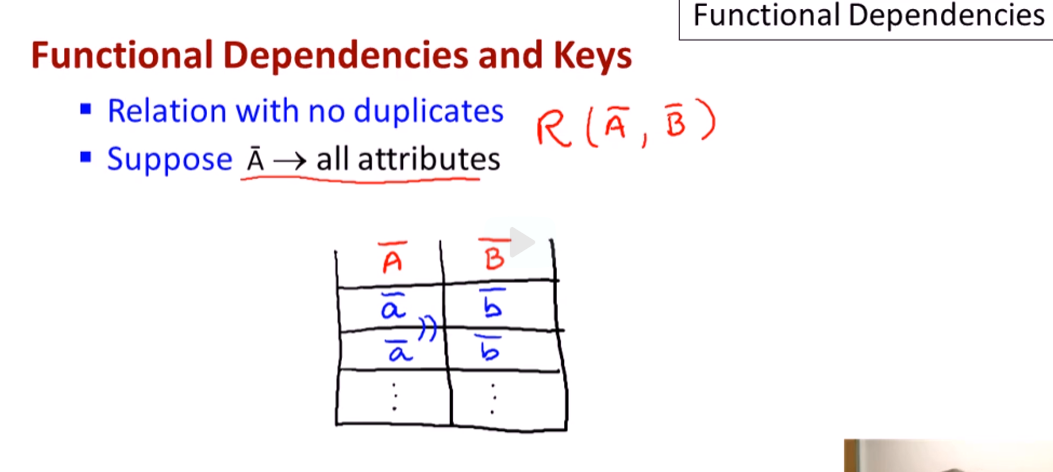 Functional Dependencies
Functional Dependencies and Keys
▪ Relation with no duplicates R(Ā, B̄)
▪ Suppose Ā → all attributes
Ā B̄
ā b̄
ā b̄
⋮ ⋮